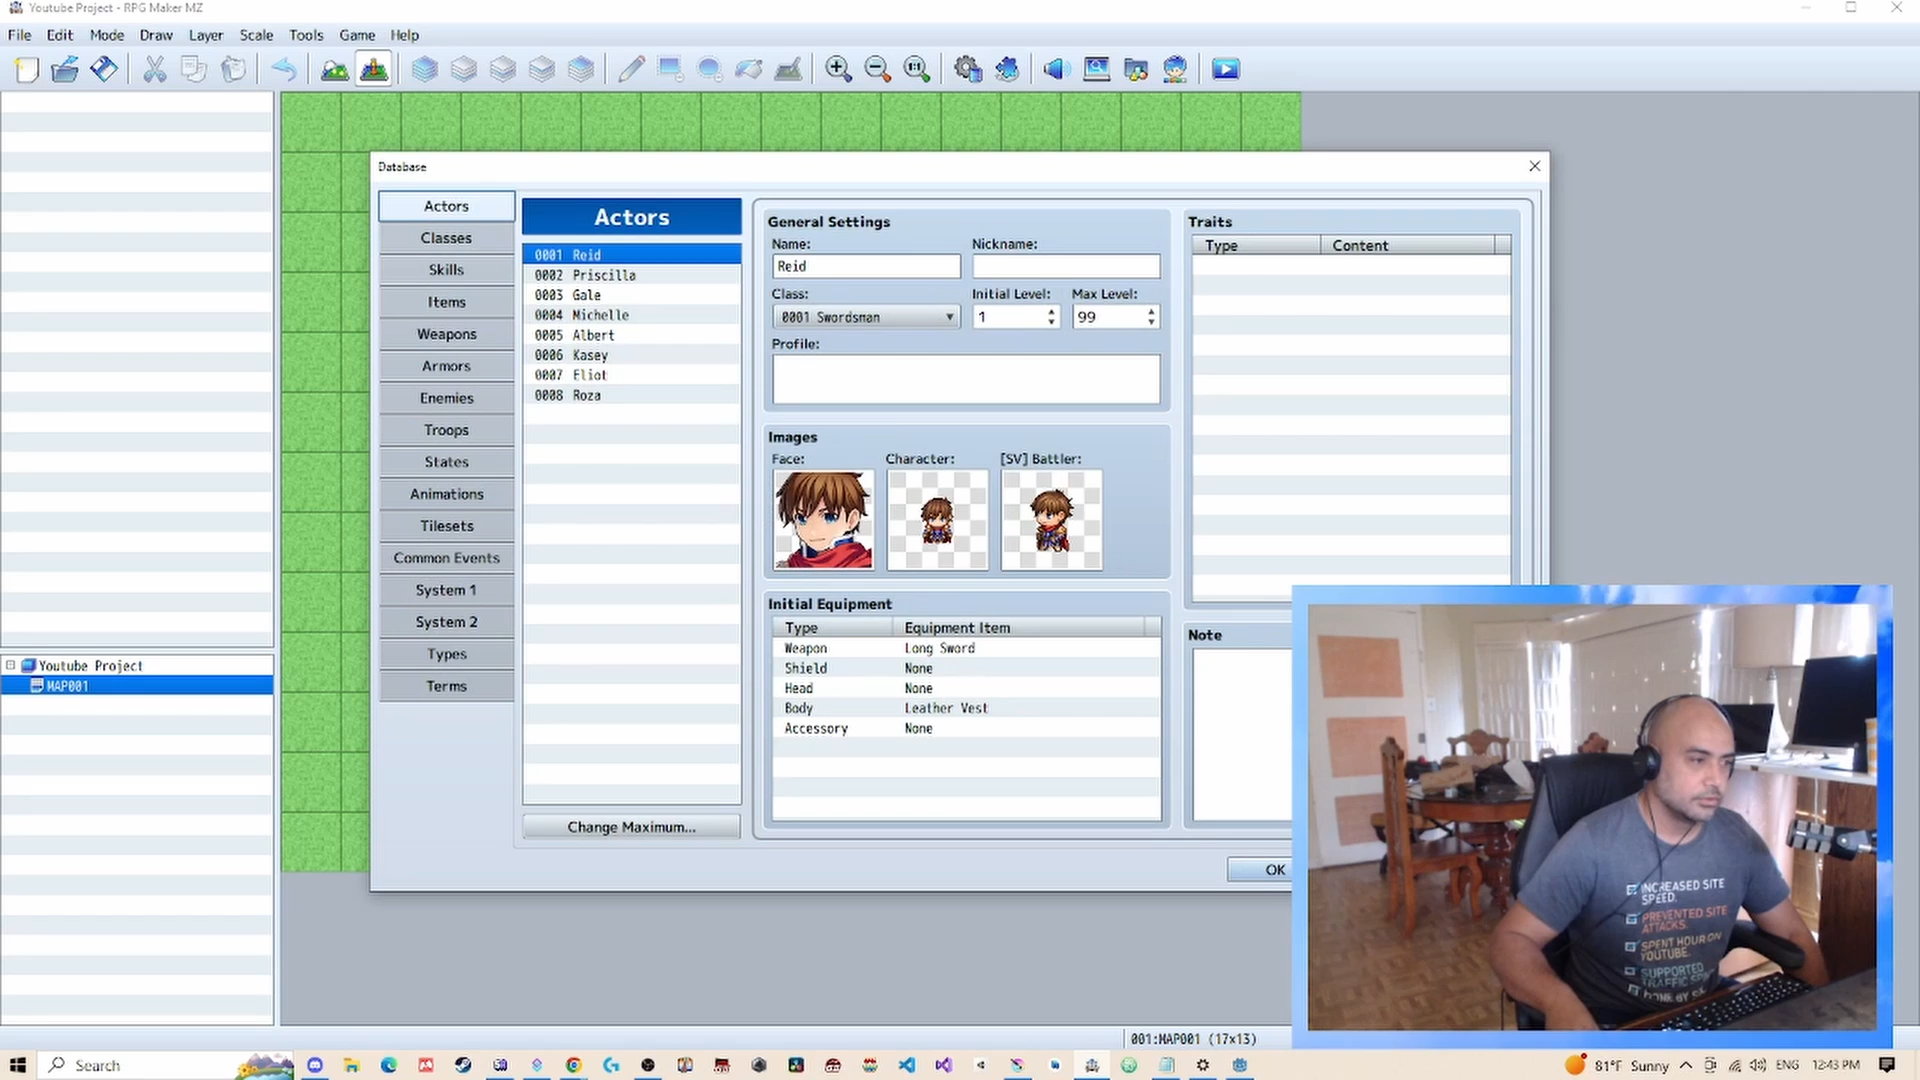 Youtube Project - RPG Maker MZ
File Edit Mode Draw Layer Scale Tools Game Help
Database
Actors
Classes
Skills
Items
Weapons
Armors
Enemies
Troops
States
Animations
Tilesets
Common Events
System 1
System 2
Types
Terms
Actors
0001 Reid
0002 Priscilla
0003 Gale
0004 Michelle
0005 Albert
0006 Kasey
0007 Eliot
0008 Roza
Change Maximum...
General Settings
Name: Nickname:
Reid
Class: Initial Level: Max Level:
0001 Swordsman 1 99
Profile:
Images
Face: Character: [SV] Battler:
Initial Equipment
Type Equipment Item
Weapon Long Sword
Shield None
Head None
Body Leather Vest
Accessory None
Traits
Type Content
Note
OK
Youtube Project
MAP001
INCREASED SITE
SPEED.
PREVENTED SITE
ATTACKS.
SPENT HOUR ON
YOUTUBE.
SUPPORTED
TRAFFIC
001:MAP001 (17x13)
Search
81°F Sunny
ENG
12:43 PM